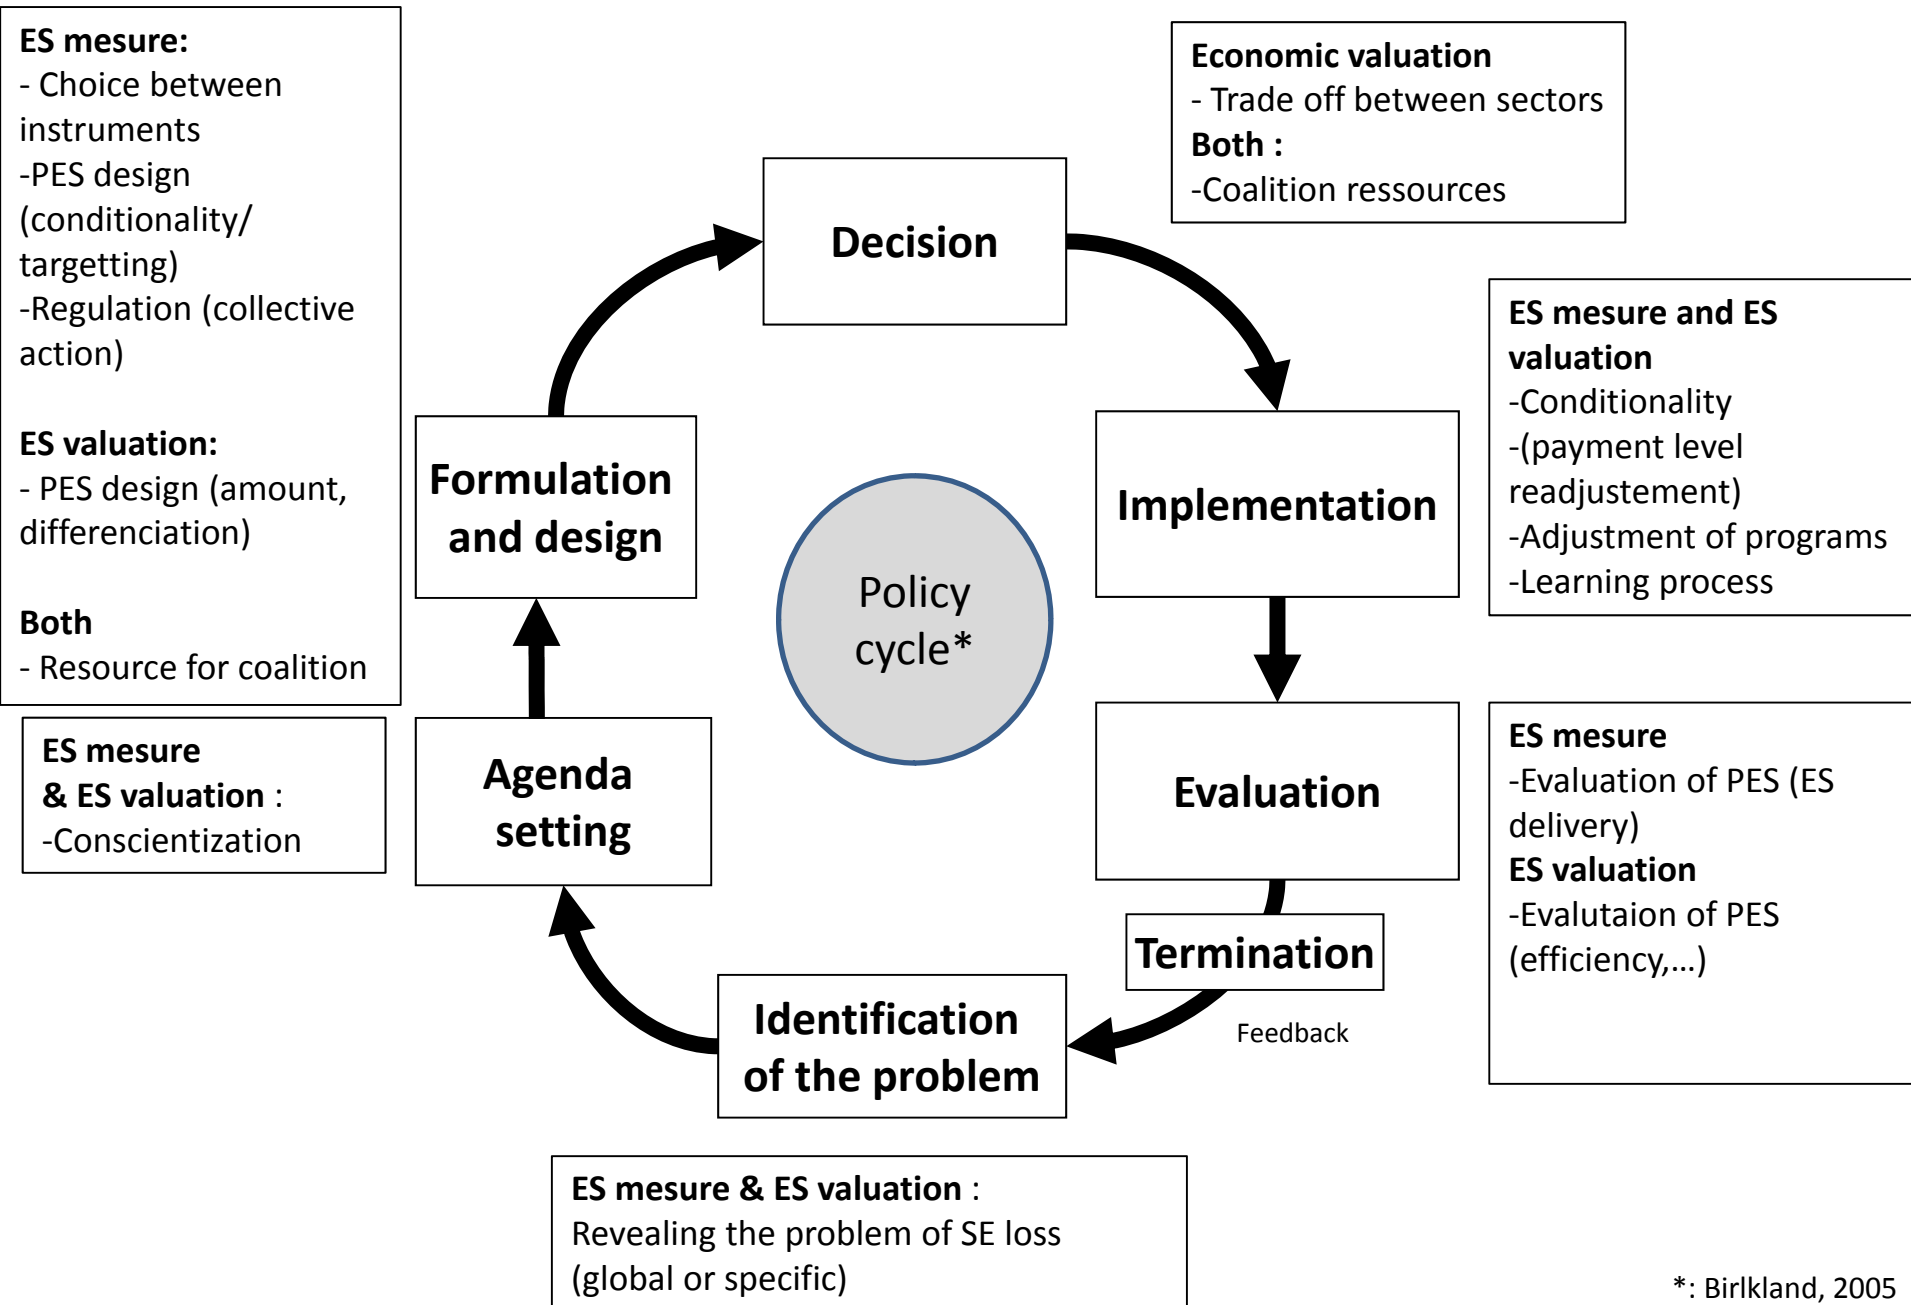 ES mesure:
- Choice between
instruments
-PES design
(conditionality/
targetting)
-Regulation (collective
action)
ES valuation:
- PES design (amount,
differenciation)
Both
- Resource for coalition
Economic valuation
- Trade off between sectors
Both :
-Coalition ressources
Decision
ES mesure and ES
valuation
-Conditionality
-(payment level
readjustement)
-Adjustment of programs
-Learning process
Formulation
and design
Implementation
Policy
cycle*
ES mesure
& ES valuation :
-Conscientization
Agenda
setting
Evaluation
ES mesure
-Evaluation of PES (ES
delivery)
ES valuation
-Evalutaion of PES
(efficiency,...)
Termination
Feedback
Identification
of the problem
ES mesure & ES valuation :
Revealing the problem of SE loss
(global or specific)
*: Birlkland, 2005